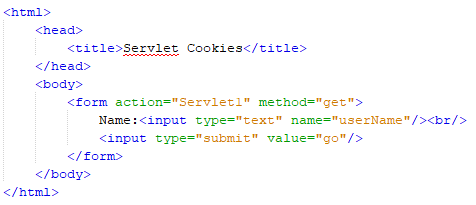 <html>
<head>
<title>Servlet Cookies</title>
</head>
<body>
<form action="Servlet1" method="get">
Name:<input type="text" name="userName"/><br/>
<input type="submit" value="go"/>
</form>
</body>
</html>